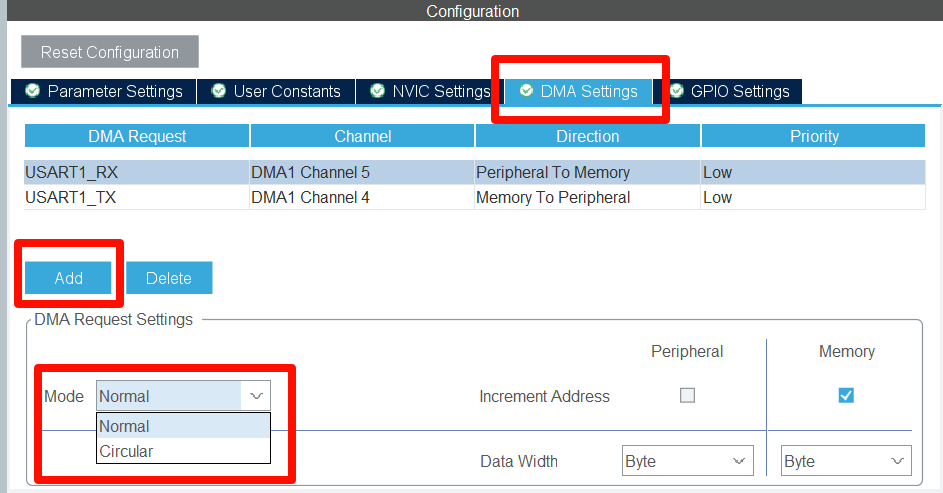 Configuration
Reset Configuration
Parameter Settings User Constants NVIC Settings DMA Settings GPIO Settings
DMA Request Channel Direction Priority
USART1_RX DMA1 Channel 5 Peripheral To Memory Low
USART1_TX DMA1 Channel 4 Memory To Peripheral Low
Add Delete
DMA Request Settings
Peripheral Memory
Mode Normal Increment Address
Normal
Circular
Data Width Byte Byte